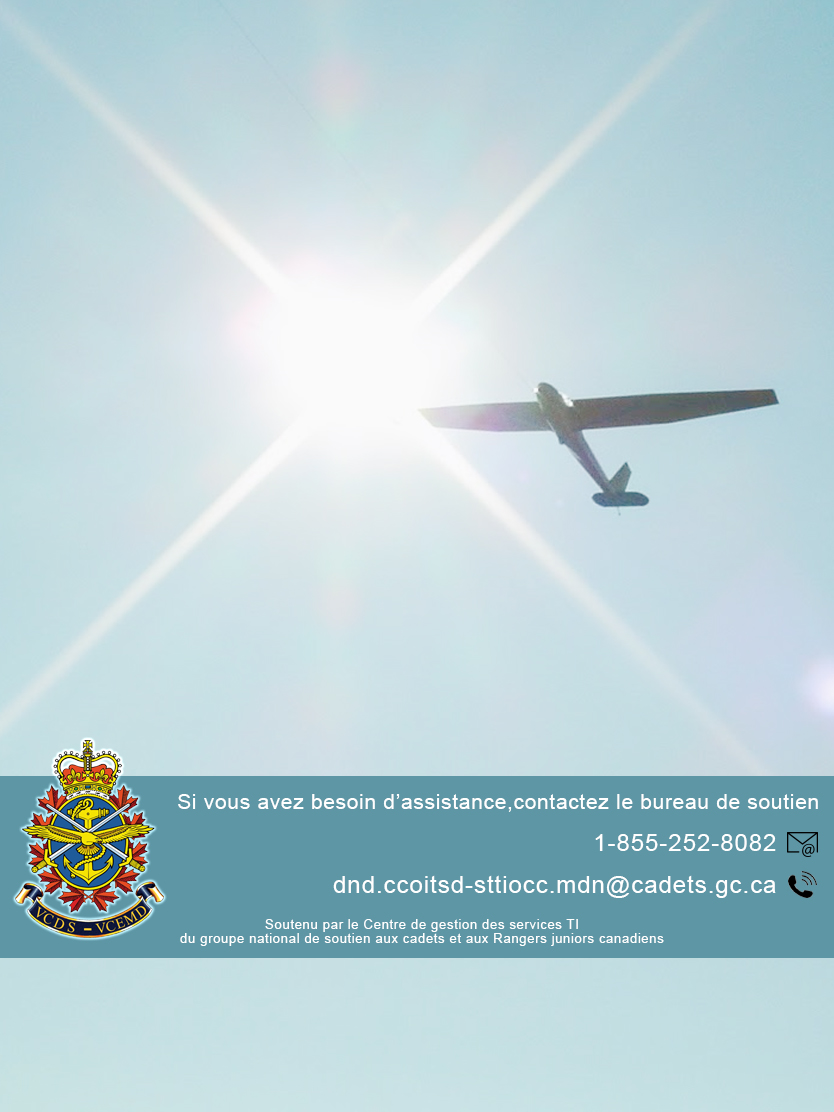 Si vous avez besoin d’assistance,contactez le bureau de soutien
1-855-252-8082
dnd.ccoitsd-sttiocc.mdn@cadets.gc.ca
Soutenu par le Centre de gestion des services TI
du groupe national de soutien aux cadets et aux Rangers juniors canadiens
VCDS – VCEMD